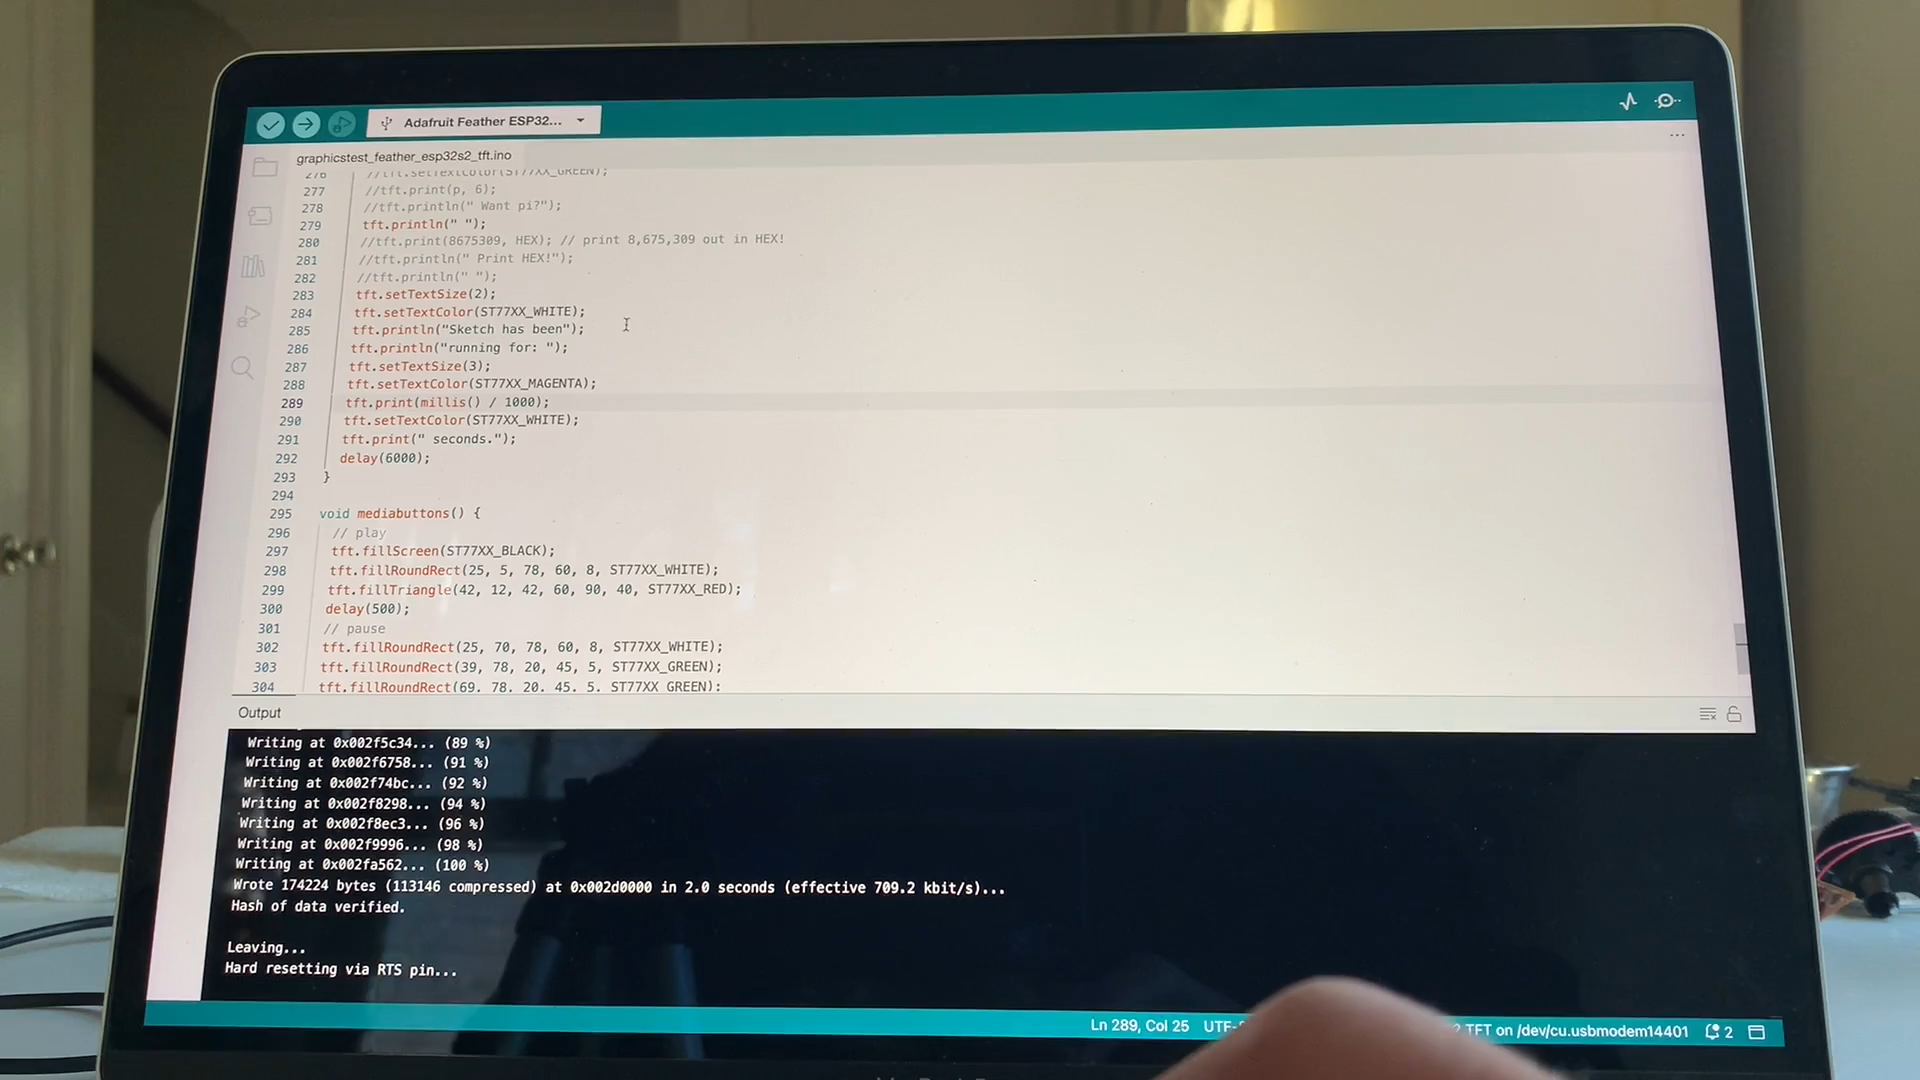 Adafruit Feather ESP32...
graphicstest_feather_esp32s2_tft.ino
276 //tft.setTextColor(ST77XX_GREEN);
277 //tft.print(p, 6);
278 //tft.println(" Want pi?");
279 tft.println(" ");
280 //tft.print(8675309, HEX); // print 8,675,309 out in HEX!
281 //tft.println(" Print HEX!");
282 //tft.println(" ");
283 tft.setTextSize(2);
284 tft.setTextColor(ST77XX_WHITE);
285 tft.println("Sketch has been");
286 tft.println("running for: ");
287 tft.setTextSize(3);
288 tft.setTextColor(ST77XX_MAGENTA);
289 tft.print(millis() / 1000);
290 tft.setTextColor(ST77XX_WHITE);
291 tft.print(" seconds.");
292 delay(6000);
293 }
294
295 void mediabuttons() {
296 // play
297 tft.fillScreen(ST77XX_BLACK);
298 tft.fillRoundRect(25, 5, 78, 60, 8, ST77XX_WHITE);
299 tft.fillTriangle(42, 12, 42, 60, 90, 40, ST77XX_RED);
300 delay(500);
301 // pause
302 tft.fillRoundRect(25, 70, 78, 60, 8, ST77XX_WHITE);
303 tft.fillRoundRect(39, 78, 20, 45, 5, ST77XX_GREEN);
304 tft.fillRoundRect(69, 78, 20, 45, 5, ST77XX_GREEN);
Output
Writing at 0x002f5c34... (89 %)
Writing at 0x002f6758... (91 %)
Writing at 0x002f74bc... (92 %)
Writing at 0x002f8298... (94 %)
Writing at 0x002f8ec3... (96 %)
Writing at 0x002f9996... (98 %)
Writing at 0x002fa562... (100 %)
Wrote 174224 bytes (113146 compressed) at 0x002d0000 in 2.0 seconds (effective 709.2 kbit/s)...
Hash of data verified.
Leaving...
Hard resetting via RTS pin...
Ln 289, Col 25 UTF- 2 TFT on /dev/cu.usbmodem14401 2